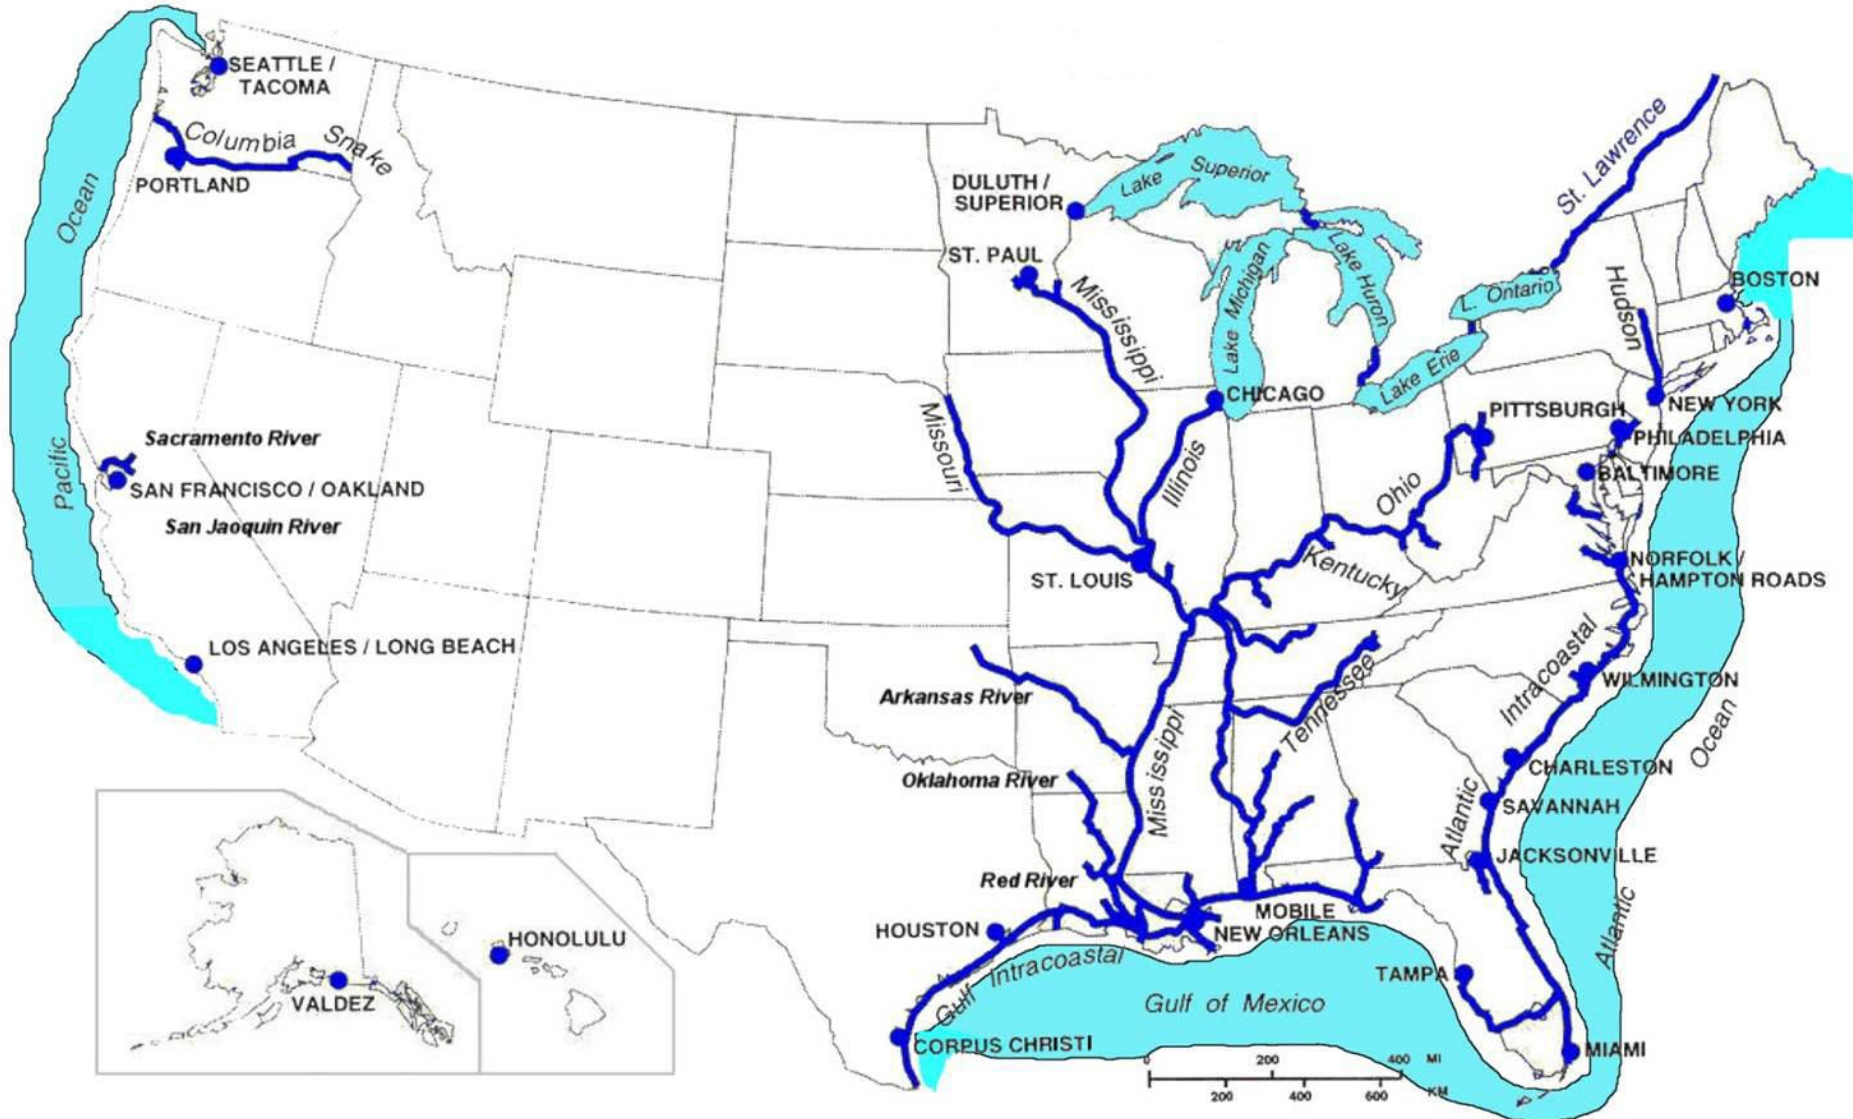 SEATTLE /
TACOMA
Columbia
Snake
PORTLAND
Ocean
Pacific
Sacramento River
SAN FRANCISCO / OAKLAND
San Jaoquin River
LOS ANGELES / LONG BEACH
DULUTH /
SUPERIOR
Lake Superior
ST. PAUL
Mississippi
Lake Michigan
Lake Huron
St. Lawrence
L. Ontario
Lake Erie
Hudson
BOSTON
CHICAGO
Missouri
Illinois
PITTSBURGH
NEW YORK
PHILADELPHIA
BALTIMORE
Ohio
Kentucky
ST. LOUIS
NORFOLK /
HAMPTON ROADS
Intracoastal
WILMINGTON
Tennessee
Arkansas River
Mississippi
Oklahoma River
CHARLESTON
Ocean
Atlantic
SAVANNAH
JACKSONVILLE
Red River
HOUSTON
MOBILE
NEW ORLEANS
Atlantic
Gulf Intracoastal
TAMPA
Gulf of Mexico
CORPUS CHRISTI
MIAMI
HONOLULU
VALDEZ
0 200 400 MI
200 400 600 KM